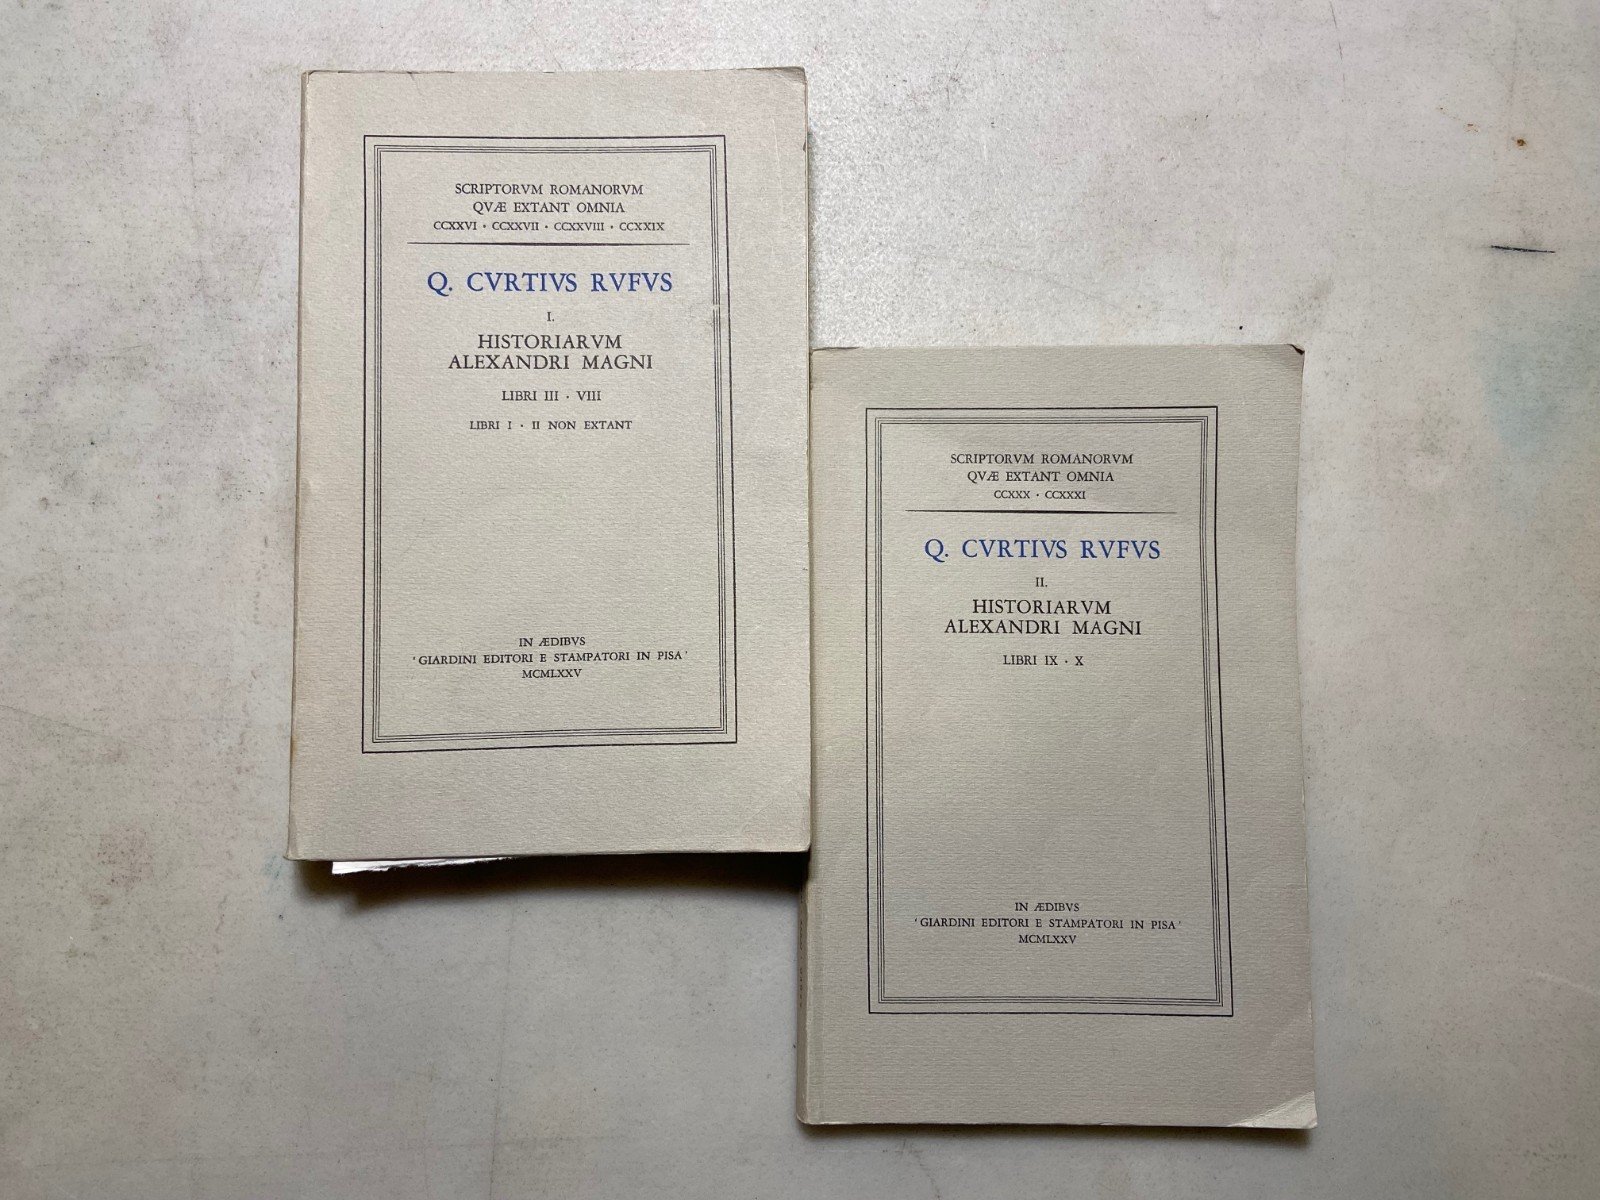 SCRIPTORVM ROMANORVM
QVÆ EXTANT OMNIA
CCXXVI · CCXXVII · CCXXVIII · CCXXIX
Q. CVRTIVS RVFVS
I.
HISTORIARVM
ALEXANDRI MAGNI
LIBRI III · VIII
LIBRI I · II NON EXTANT
IN ÆDIBVS
'GIARDINI EDITORI E STAMPATORI IN PISA'
MCMLXXV
SCRIPTORVM ROMANORVM
QVÆ EXTANT OMNIA
CCXXX · CCXXXI
Q. CVRTIVS RVFVS
II.
HISTORIARVM
ALEXANDRI MAGNI
LIBRI IX · X
IN ÆDIBVS
'GIARDINI EDITORI E STAMPATORI IN PISA'
MCMLXXV